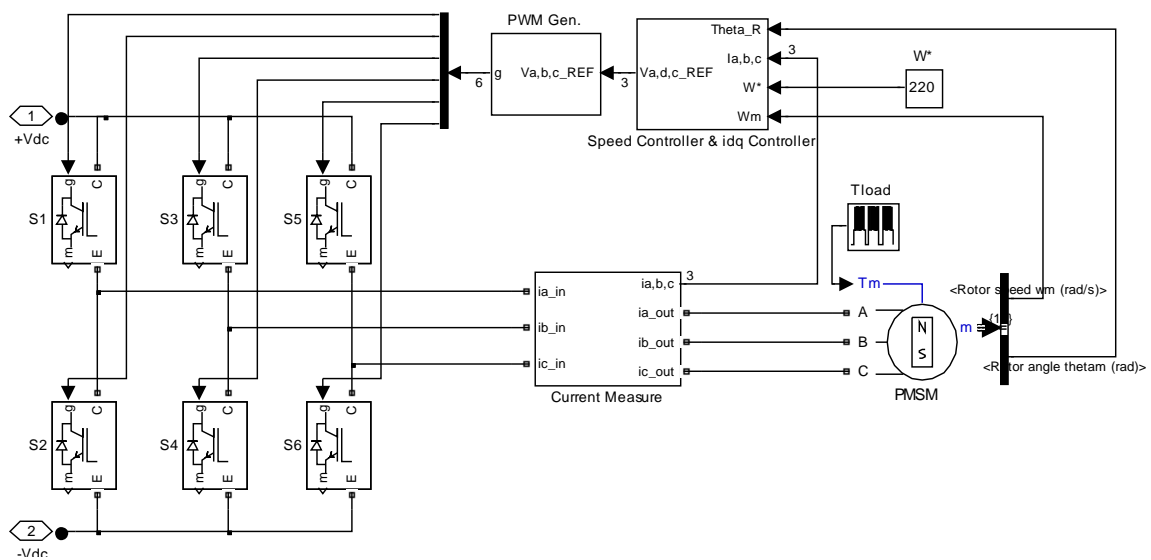 PWM Gen.
Theta_R
Ia,b,c
3
W*
g
Va,b,c_REF
Va,d,c_REF
W*
220
6
3
Wm
1
+Vdc
Speed Controller & idq Controller
g
C
g
C
g
C
Tload
S1
S3
S5
m
E
m
E
m
E
ia,b,c
3
Tm
ia_in
<Rotor speed wm (rad/s)>
ia_out
A
N
S
m
ib_in
ib_out
B
ic_in
ic_out
C
<Rotor angle thetam (rad)>
Current Measure
PMSM
g
C
g
C
g
C
S2
S4
S6
m
E
m
E
m
E
2
-Vdc